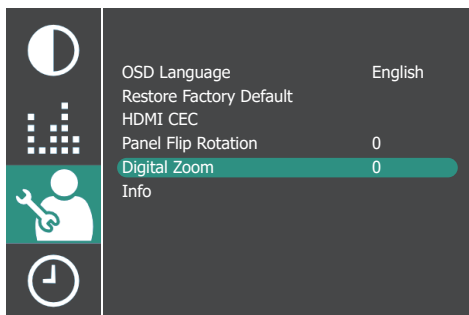 OSD Language English
Restore Factory Default
HDMI CEC
Panel Flip Rotation 0
Digital Zoom 0
Info